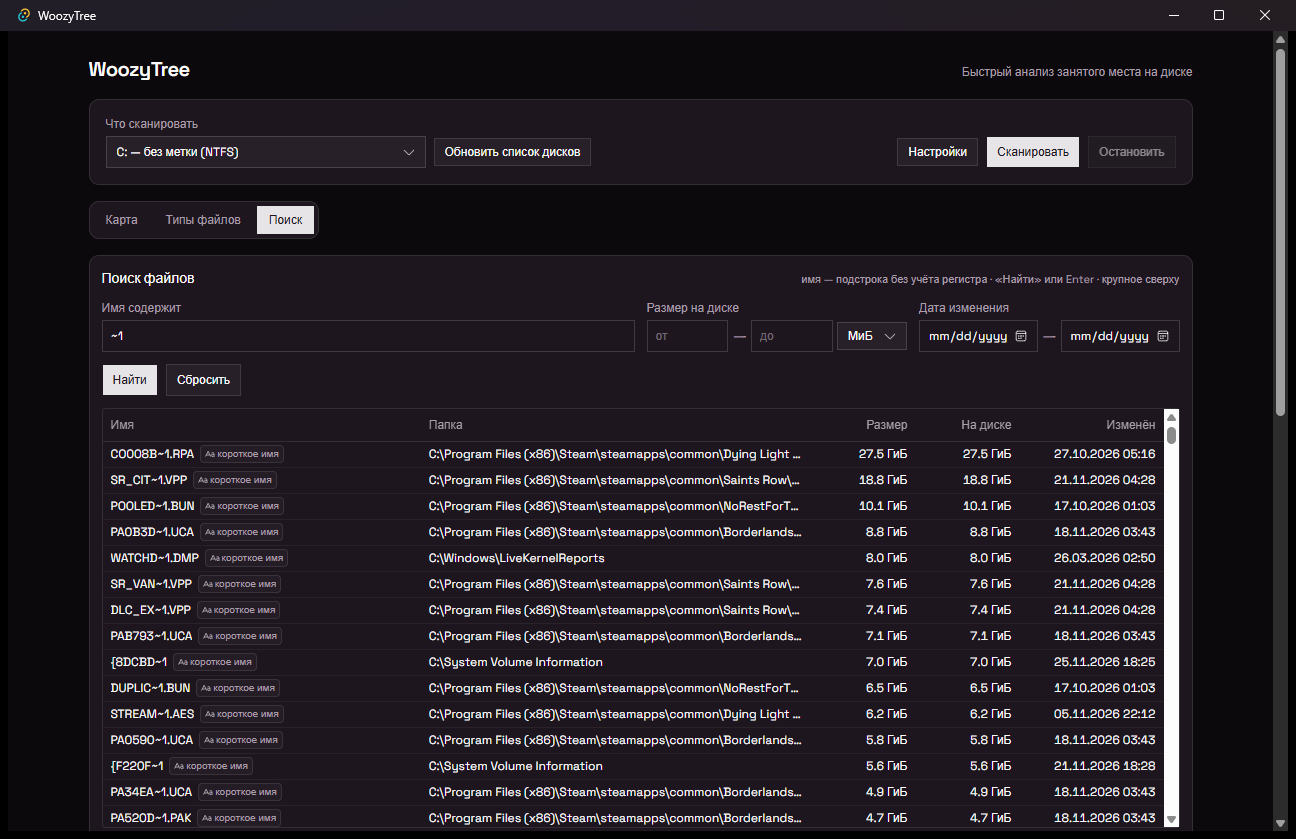 WoozyTree
WoozyTree
Быстрый анализ занятого места на диске
Что сканировать
C: — без метки (NTFS) Обновить список дисков Настройки Сканировать Остановить
Карта Типы файлов Поиск
Поиск файлов имя — подстрока без учёта регистра · «Найти» или Enter · крупное сверху
Имя содержит Размер на диске Дата изменения
~1 от — до МиБ mm/dd/yyyy — mm/dd/yyyy
Найти Сбросить
Имя Папка Размер На диске Изменён
C0008B~1.RPA Aa короткое имя C:\Program Files (x86)\Steam\steamapps\common\Dying Light ... 27.5 ГиБ 27.5 ГиБ 27.10.2026 05:16
SR_CIT~1.VPP Aa короткое имя C:\Program Files (x86)\Steam\steamapps\common\Saints Row\... 18.8 ГиБ 18.8 ГиБ 21.11.2026 04:28
POOLED~1.BUN Aa короткое имя C:\Program Files (x86)\Steam\steamapps\common\NoRestForT... 10.1 ГиБ 10.1 ГиБ 17.10.2026 01:03
PA0B3D~1.UCA Aa короткое имя C:\Program Files (x86)\Steam\steamapps\common\Borderlands... 8.8 ГиБ 8.8 ГиБ 18.11.2026 03:43
WATCHD~1.DMP Aa короткое имя C:\Windows\LiveKernelReports 8.0 ГиБ 8.0 ГиБ 26.03.2026 02:50
SR_VAN~1.VPP Aa короткое имя C:\Program Files (x86)\Steam\steamapps\common\Saints Row\... 7.6 ГиБ 7.6 ГиБ 21.11.2026 04:28
DLC_EX~1.VPP Aa короткое имя C:\Program Files (x86)\Steam\steamapps\common\Saints Row\... 7.4 ГиБ 7.4 ГиБ 21.11.2026 04:28
PAB793~1.UCA Aa короткое имя C:\Program Files (x86)\Steam\steamapps\common\Borderlands... 7.1 ГиБ 7.1 ГиБ 18.11.2026 03:43
{8DCBD~1 Aa короткое имя C:\System Volume Information 7.0 ГиБ 7.0 ГиБ 25.11.2026 18:25
DUPLIC~1.BUN Aa короткое имя C:\Program Files (x86)\Steam\steamapps\common\NoRestForT... 6.5 ГиБ 6.5 ГиБ 17.10.2026 01:03
STREAM~1.AES Aa короткое имя C:\Program Files (x86)\Steam\steamapps\common\Dying Light ... 6.2 ГиБ 6.2 ГиБ 05.11.2026 22:12
PA0590~1.UCA Aa короткое имя C:\Program Files (x86)\Steam\steamapps\common\Borderlands... 5.8 ГиБ 5.8 ГиБ 18.11.2026 03:43
{F220F~1 Aa короткое имя C:\System Volume Information 5.6 ГиБ 5.6 ГиБ 21.11.2026 18:28
PA34EA~1.UCA Aa короткое имя C:\Program Files (x86)\Steam\steamapps\common\Borderlands... 4.9 ГиБ 4.9 ГиБ 18.11.2026 03:43
PA520D~1.PAK Aa короткое имя C:\Program Files (x86)\Steam\steamapps\common\Borderlands... 4.7 ГиБ 4.7 ГиБ 18.11.2026 03:43